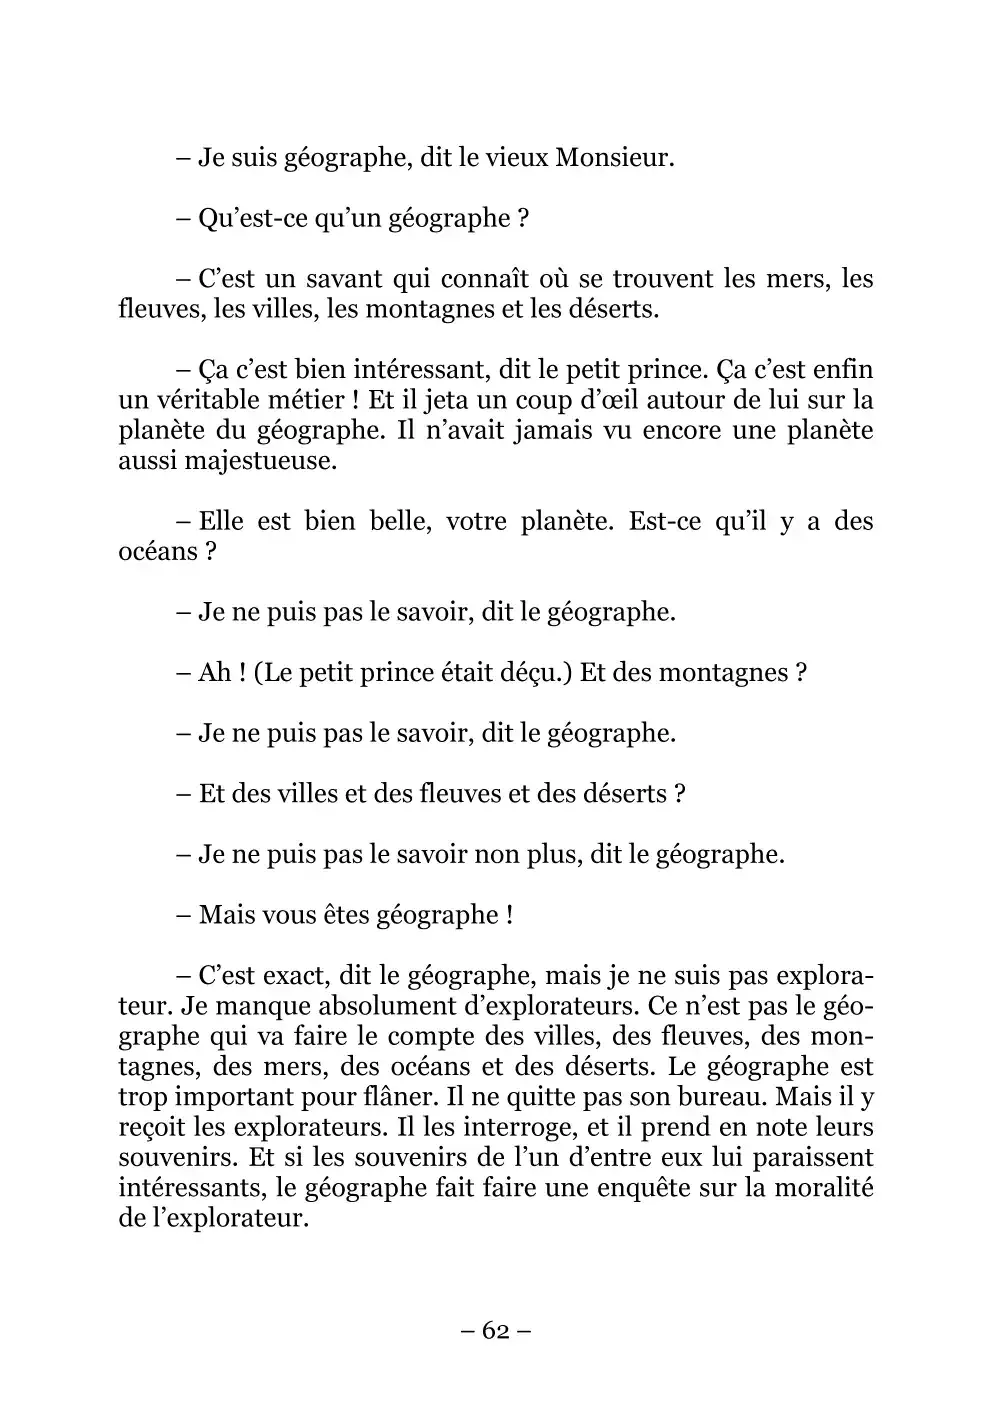 – Je suis géographe, dit le vieux Monsieur.
– Qu’est-ce qu’un géographe ?
– C’est un savant qui connaît où se trouvent les mers, les
fleuves, les villes, les montagnes et les déserts.
– Ça c’est bien intéressant, dit le petit prince. Ça c’est enfin
un véritable métier ! Et il jeta un coup d’œil autour de lui sur la
planète du géographe. Il n’avait jamais vu encore une planète
aussi majestueuse.
– Elle est bien belle, votre planète. Est-ce qu’il y a des
océans ?
– Je ne puis pas le savoir, dit le géographe.
– Ah ! (Le petit prince était déçu.) Et des montagnes ?
– Je ne puis pas le savoir, dit le géographe.
– Et des villes et des fleuves et des déserts ?
– Je ne puis pas le savoir non plus, dit le géographe.
– Mais vous êtes géographe !
– C’est exact, dit le géographe, mais je ne suis pas explora-
teur. Je manque absolument d’explorateurs. Ce n’est pas le géo-
graphe qui va faire le compte des villes, des fleuves, des mon-
tagnes, des mers, des océans et des déserts. Le géographe est
trop important pour flâner. Il ne quitte pas son bureau. Mais il y
reçoit les explorateurs. Il les interroge, et il prend en note leurs
souvenirs. Et si les souvenirs de l’un d’entre eux lui paraissent
intéressants, le géographe fait faire une enquête sur la moralité
de l’explorateur.
– 62 –